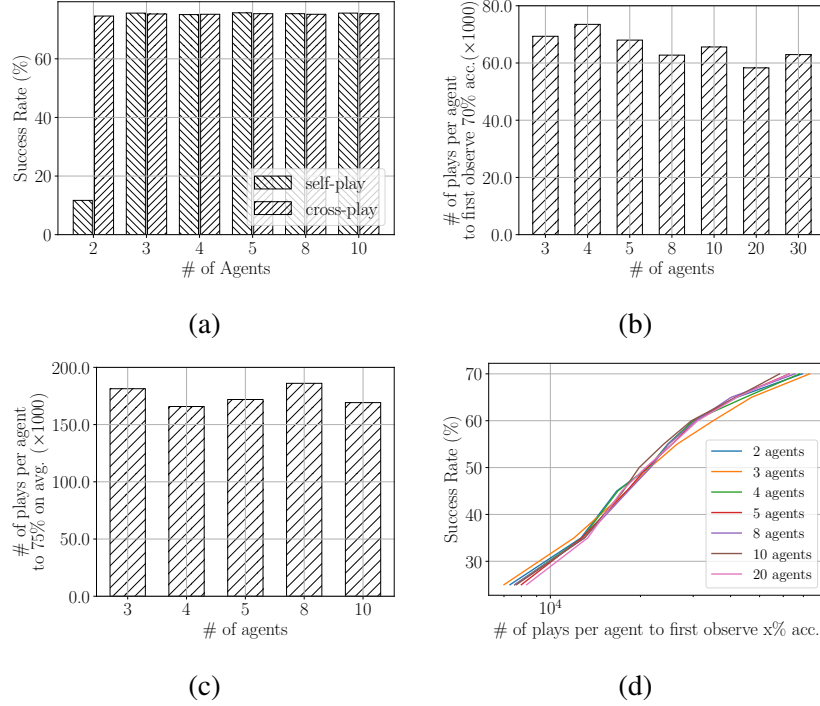 60
40
20
0
Success Rate (%)
2
3
4
5
8
10
# of Agents
self-play
cross-play
(a)
80.0
60.0
40.0
20.0
0.0
# of plays per agent
to first observe 70% acc.(×1000)
3
4
5
8
10
20
30
# of agents
(b)
200.0
150.0
100.0
50.0
0.0
# of plays per agent
to 75% on avg. (×1000)
3
4
5
8
10
# of agents
(c)
70
60
50
40
30
Success Rate (%)
2 agents
3 agents
4 agents
5 agents
8 agents
10 agents
20 agents
10⁴
# of plays per agent to first observe x% acc.
(d)